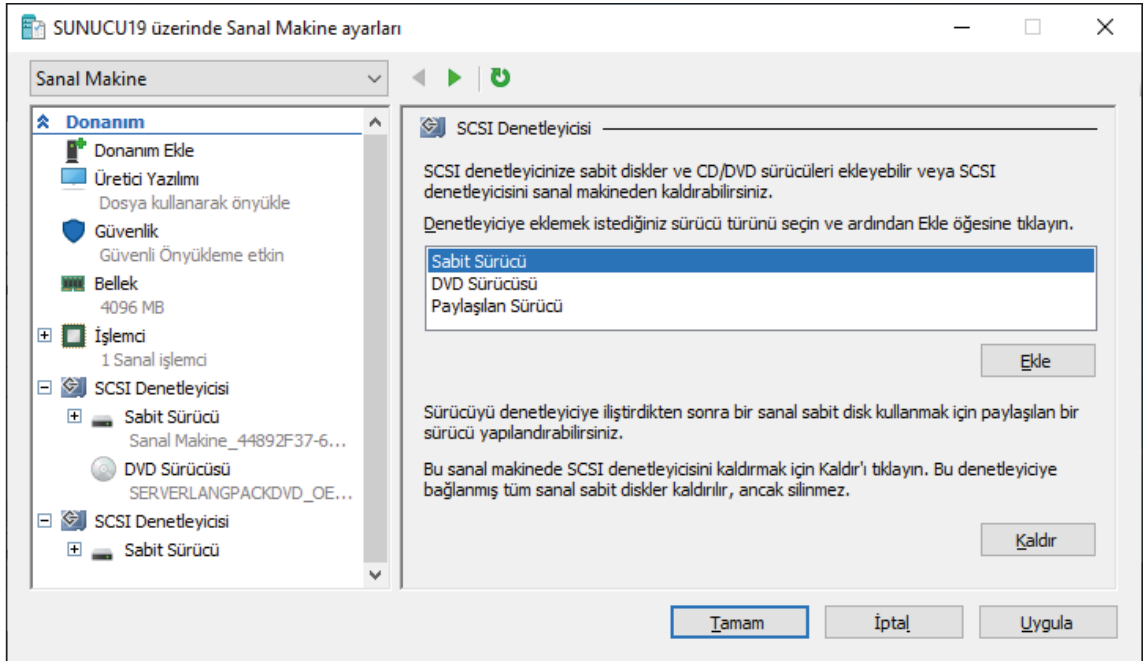 SUNUCU19 üzerinde Sanal Makine ayarları
Sanal Makine
Donanım
Donanım Ekle
Üretici Yazılımı
Dosya kullanarak önyükle
Güvenlik
Güvenli Önyükleme etkin
Bellek
4096 MB
İşlemci
1 Sanal işlemci
SCSI Denetleyicisi
Sabit Sürücü
Sanal Makine_44892F37-6...
DVD Sürücüsü
SERVERLANGPACKDVD_OE...
SCSI Denetleyicisi
Sabit Sürücü
SCSI Denetleyicisi
SCSI denetleyicinize sabit diskler ve CD/DVD sürücüleri ekleyebilir veya SCSI
denetleyicisini sanal makineden kaldırabilirsiniz.
Denetleyiciye eklemek istediğiniz sürücü türünü seçin ve ardından Ekle öğesine tıklayın.
Sabit Sürücü
DVD Sürücüsü
Paylaşılan Sürücü
Ekle
Sürücüyü denetleyiciye iliştirdikten sonra bir sanal sabit disk kullanmak için paylaşılan bir
sürücü yapılandırabilirsiniz.
Bu sanal makinede SCSI denetleyicisini kaldırmak için Kaldır'ı tıklayın. Bu denetleyiciye
bağlanmış tüm sanal sabit diskler kaldırılır, ancak silinmez.
Kaldır
Tamam
İptal
Uygula